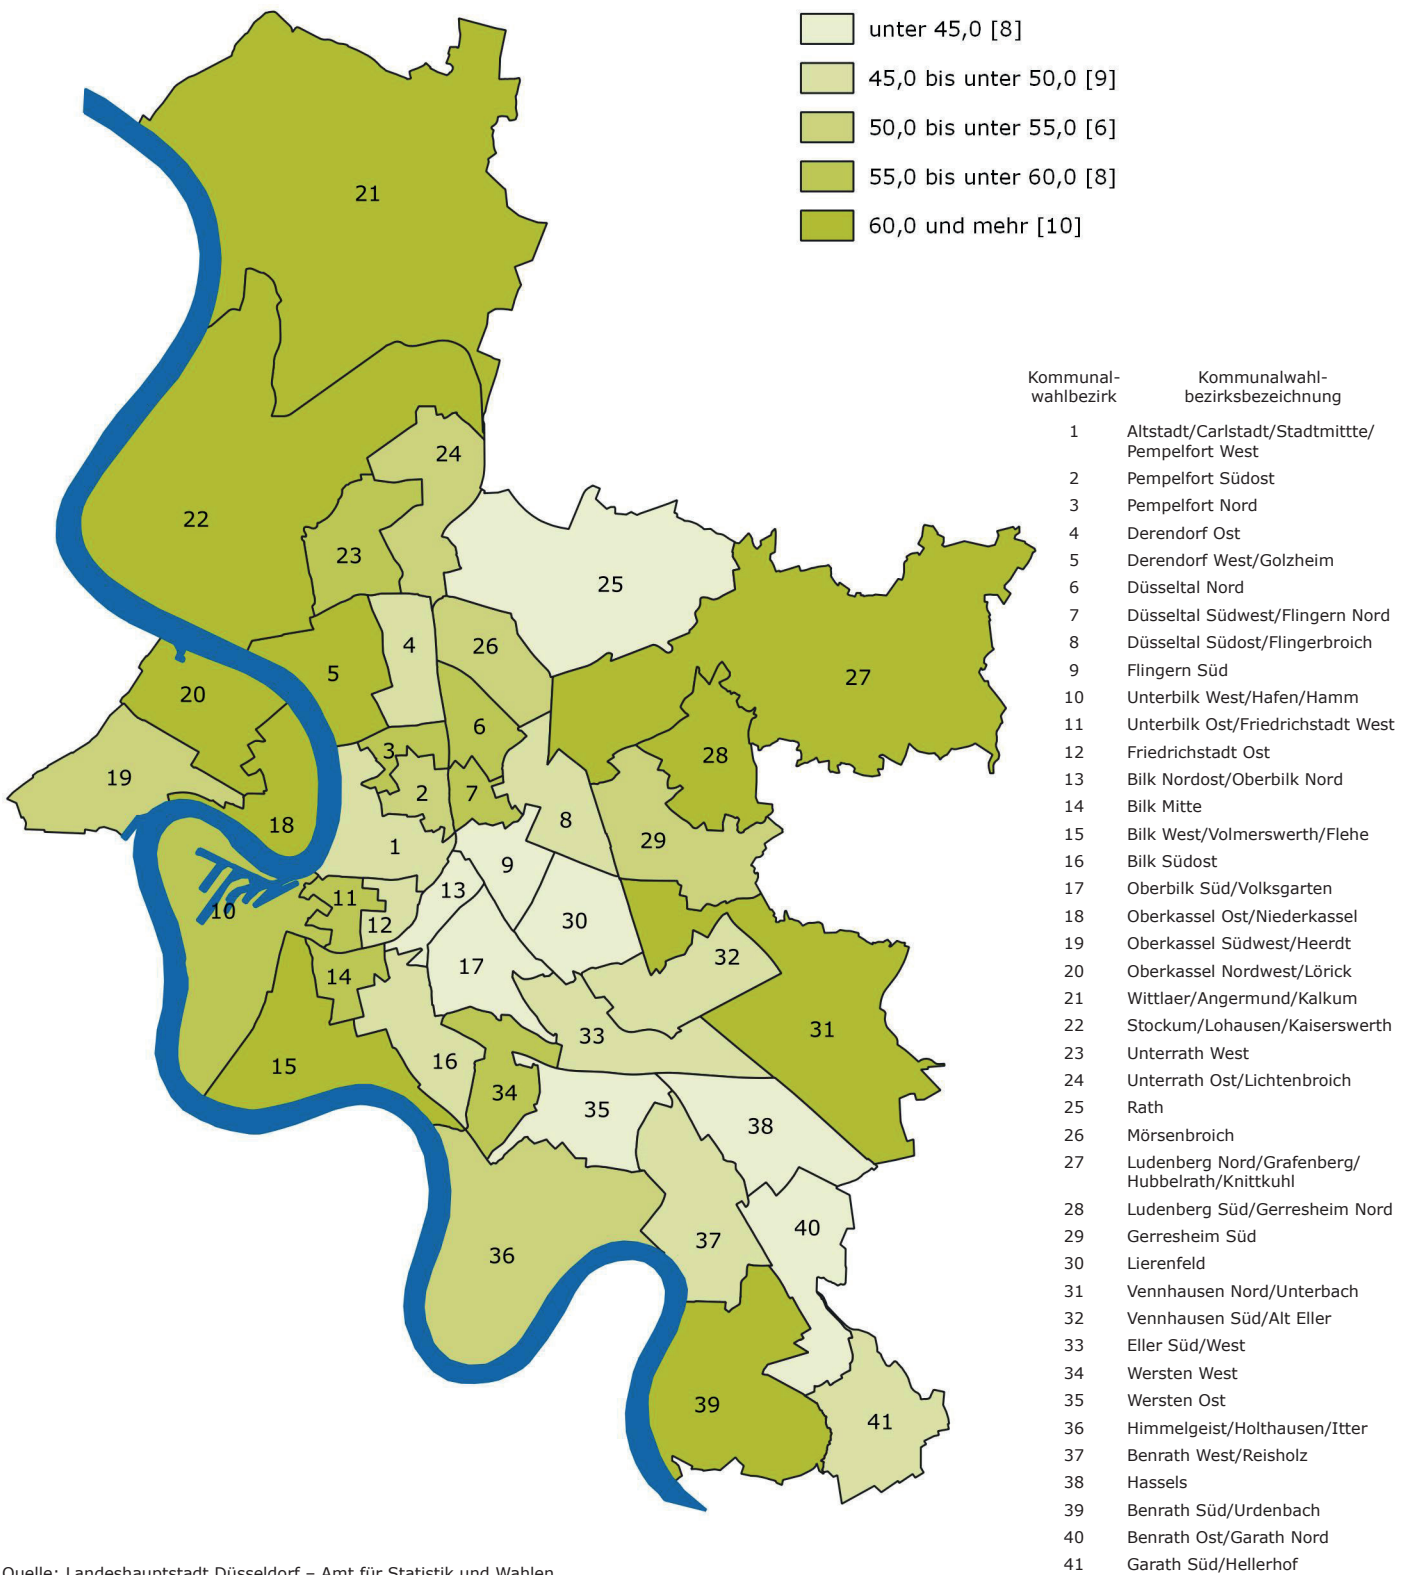 unter 45,0 [8]
45,0 bis unter 50,0 [9]
50,0 bis unter 55,0 [6]
55,0 bis unter 60,0 [8]
60,0 und mehr [10]
21
24
22
23
25
4
26
5
27
20
6
3
28
19
2
7
18
8
29
1
9
11
13
10
12
30
32
14
17
31
33
16
15
34
35
38
40
37
36
39
41
Kommunal-
wahlbezirk
Kommunalwahl-
bezirksbezeichnung
1 Altstadt/Carlstadt/Stadtmittte/
Pempelfort West
2 Pempelfort Südost
3 Pempelfort Nord
4 Derendorf Ost
5 Derendorf West/Golzheim
6 Düsseltal Nord
7 Düsseltal Südwest/Flingern Nord
8 Düsseltal Südost/Flingerbroich
9 Flingern Süd
10 Unterbilk West/Hafen/Hamm
11 Unterbilk Ost/Friedrichstadt West
12 Friedrichstadt Ost
13 Bilk Nordost/Oberbilk Nord
14 Bilk Mitte
15 Bilk West/Volmerswerth/Flehe
16 Bilk Südost
17 Oberbilk Süd/Volksgarten
18 Oberkassel Ost/Niederkassel
19 Oberkassel Südwest/Heerdt
20 Oberkassel Nordwest/Lörick
21 Wittlaer/Angermund/Kalkum
22 Stockum/Lohausen/Kaiserswerth
23 Unterrath West
24 Unterrath Ost/Lichtenbroich
25 Rath
26 Mörsenbroich
27 Ludenberg Nord/Grafenberg/
Hubbelrath/Knittkuhl
28 Ludenberg Süd/Gerresheim Nord
29 Gerresheim Süd
30 Lierenfeld
31 Vennhausen Nord/Unterbach
32 Vennhausen Süd/Alt Eller
33 Eller Süd/West
34 Wersten West
35 Wersten Ost
36 Himmelgeist/Holthausen/Itter
37 Benrath West/Reisholz
38 Hassels
39 Benrath Süd/Urdenbach
40 Benrath Ost/Garath Nord
41 Garath Süd/Hellerhof
Quelle: Landeshauptstadt Düsseldorf – Amt für Statistik und Wahlen